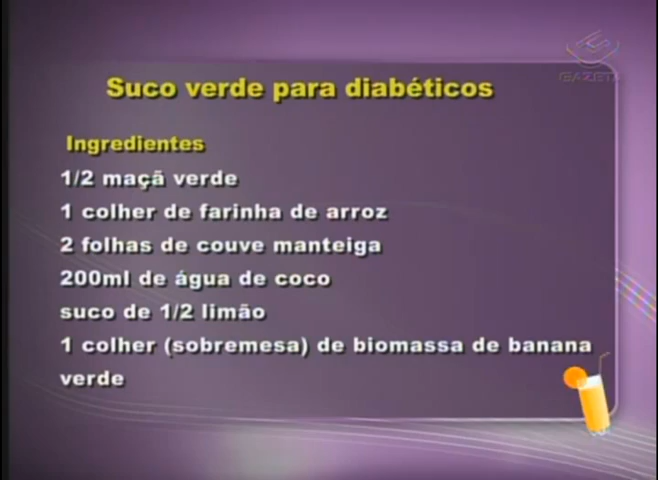 GAZETA
Suco verde para diabéticos
Ingredientes
1/2 maçã verde
1 colher de farinha de arroz
2 folhas de couve manteiga
200ml de água de coco
suco de 1/2 limão
1 colher (sobremesa) de biomassa de banana
verde